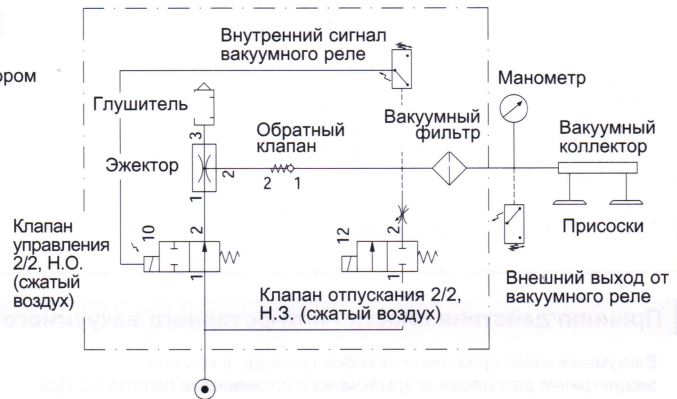 ором
Внутренний сигнал
вакуумного реле
Манометр
Глушитель
Обратный
клапан
Вакуумный
фильтр
Вакуумный
коллектор
3
Эжектор
2
2
1
1
Присоски
Клапан
управления
2/2, Н.О.
(сжатый
воздух)
10
2
1
12
2
1
Клапан отпускания 2/2,
Н.З. (сжатый воздух)
Внешний выход от
вакуумного реле